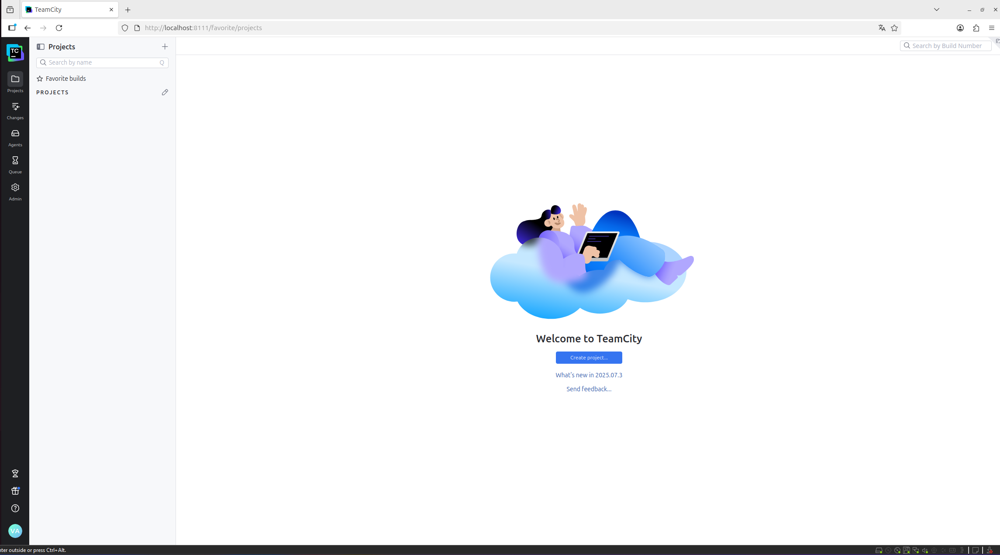 TeamCity
http://localhost:8111/favorite/projects
TC
Projects
Search by Build Number
Search by name
Q
Favorite builds
PROJECTS
Projects
Changes
Agents
Queue
Admin
Welcome to TeamCity
Create project...
What's new in 2025.07.3
Send feedback...
VA
nter outside or press Ctrl+Alt.